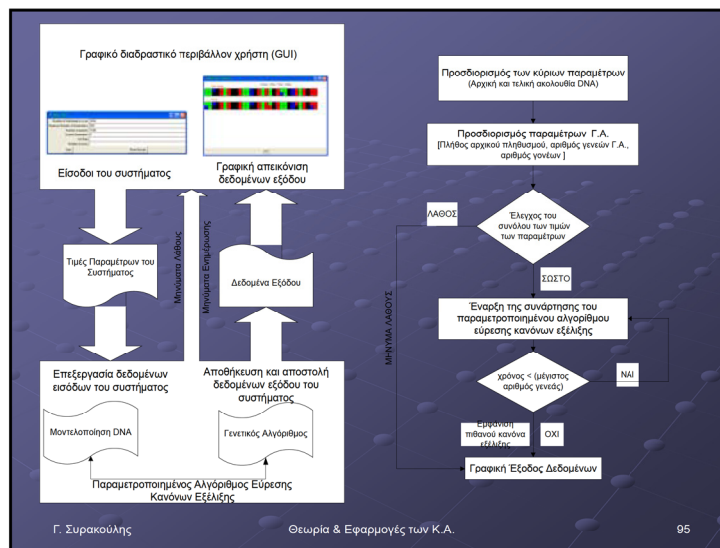 Γραφικό διαδραστικό περιβάλλον χρήστη (GUI)
Είσοδοι του συστήματος
Γραφική απεικόνιση
δεδομένων εξόδου
Τιμές Παραμέτρων του
Συστήματος
Μηνύματα Λάθους
Μηνύματα Ενημέρωσης
Δεδομένα Εξόδου
Επεξεργασία δεδομένων
εισόδων του συστήματος
Αποθήκευση και αποστολή
δεδομένων εξόδου του
συστήματος
Μοντελοποίηση DNA
Γενετικός Αλγόριθμος
Παραμετροποιημένος Αλγόριθμος Εύρεσης
Κανόνων Εξέλιξης
Προσδιορισμός των κύριων παραμέτρων
(Αρχική και τελική ακολουθία DNA)
Προσδιορισμός παραμέτρων Γ.Α.
[Πλήθος αρχικού πληθυσμού, αριθμός γενεών Γ.Α.,
αριθμός γονέων ]
ΛΑΘΟΣ
Έλεγχος του
συνόλου των τιμών
των παραμέτρων
ΣΩΣΤΟ
ΜΗΝΥΜΑ ΛΑΘΟΥΣ
Έναρξη της συνάρτησης του
παραμετροποιημένου αλγορίθμου
εύρεσης κανόνων εξέλιξης
χρόνος < (μέγιστος
αριθμός γενεάς)
ΝΑΙ
Εμφάνιση
πιθανού κανόνα
εξέλιξης
ΟΧΙ
Γραφική Έξοδος Δεδομένων
Γ. Συρακούλης
Θεωρία & Εφαρμογές των Κ.Α.
95